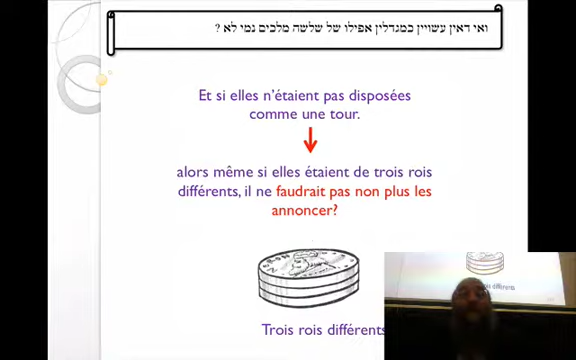 ואי דאין עשויין כמגדלין אפילו של שלשה מלכים נמי לא ?
Et si elles n’étaient pas disposées
comme une tour.
alors même si elles étaient de trois rois
différents, il ne faudrait pas non plus les
annoncer?
Trois rois différents
différents